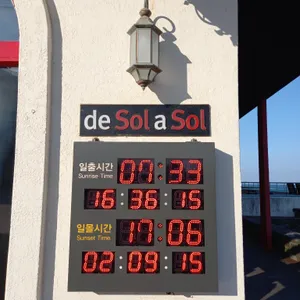 de Sol a Sol
일출시간 07:33
Sunrise·Time
16:36:15
일몰시간 17:06
Sunset Time
02:09:15